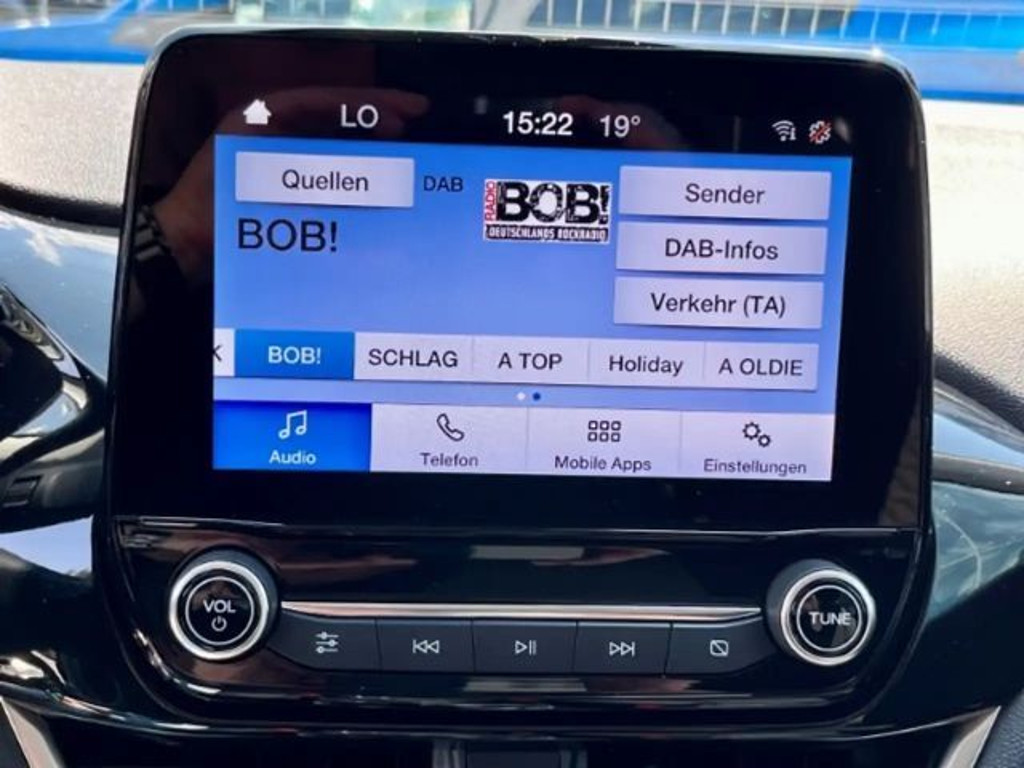 LO 15:22 19°
Quellen DAB
RADIO BOB!
DEUTSCHLANDS ROCKRADIO
Sender
BOB!
DAB-Infos
Verkehr (TA)
K BOB! SCHLAG A TOP Holiday A OLDIE
Audio Telefon Mobile Apps Einstellungen
VOL TUNE